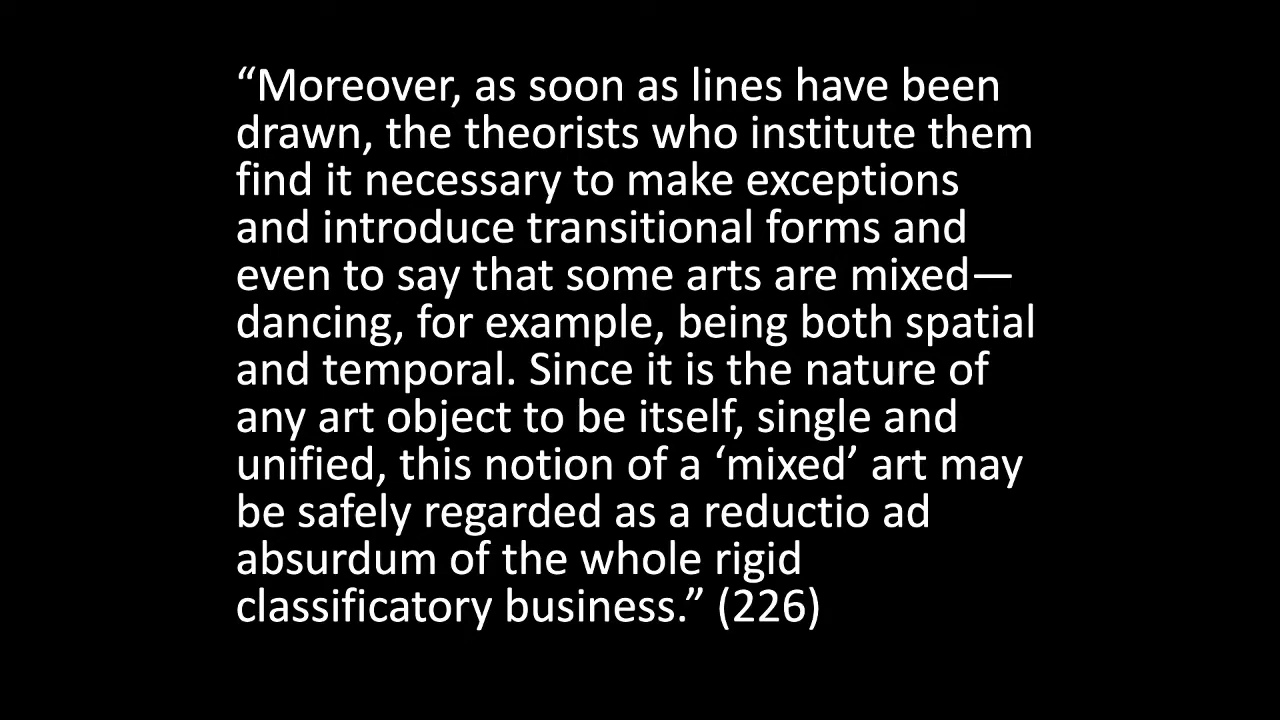 “Moreover, as soon as lines have been
drawn, the theorists who institute them
find it necessary to make exceptions
and introduce transitional forms and
even to say that some arts are mixed—
dancing, for example, being both spatial
and temporal. Since it is the nature of
any art object to be itself, single and
unified, this notion of a ‘mixed’ art may
be safely regarded as a reductio ad
absurdum of the whole rigid
classificatory business.” (226)